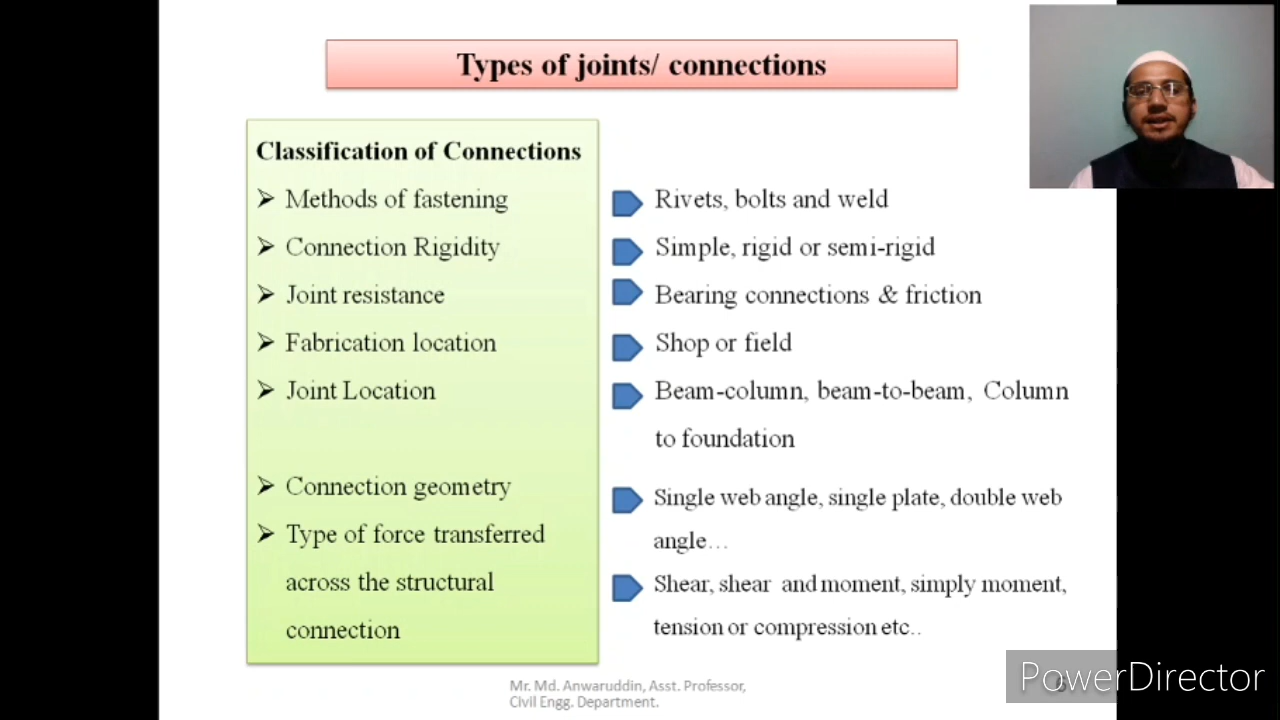 Types of joints/ connections
Classification of Connections
Methods of fastening
Rivets, bolts and weld
Connection Rigidity
Simple, rigid or semi-rigid
Joint resistance
Bearing connections & friction
Fabrication location
Shop or field
Joint Location
Beam-column, beam-to-beam, Column
to foundation
Connection geometry
Single web angle, single plate, double web
angle…
Type of force transferred
across the structural
connection
Shear, shear and moment, simply moment,
tension or compression etc..
Mr. Md. Anwaruddin, Asst. Professor,
Civil Engg. Department.
PowerDirector